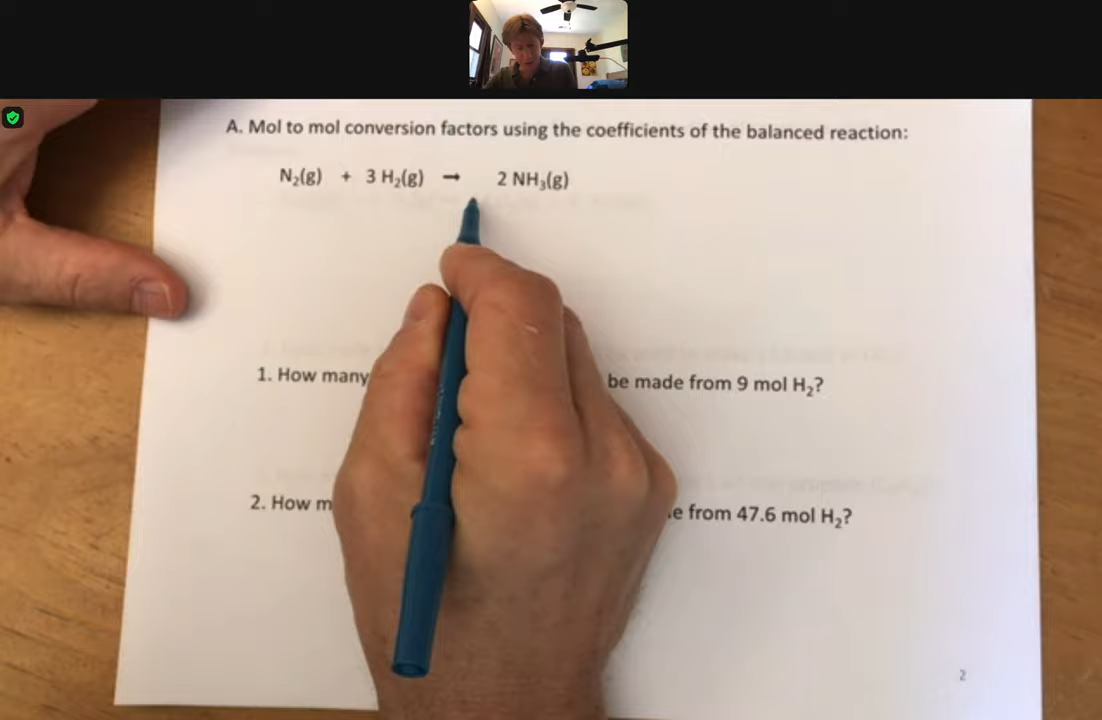 A. Mol to mol conversion factors using the coefficients of the balanced reaction:
N₂(g) + 3 H₂(g) → 2 NH₃(g)
1. How many be made from 9 mol H₂?
2. How from 47.6 mol H₂?
2